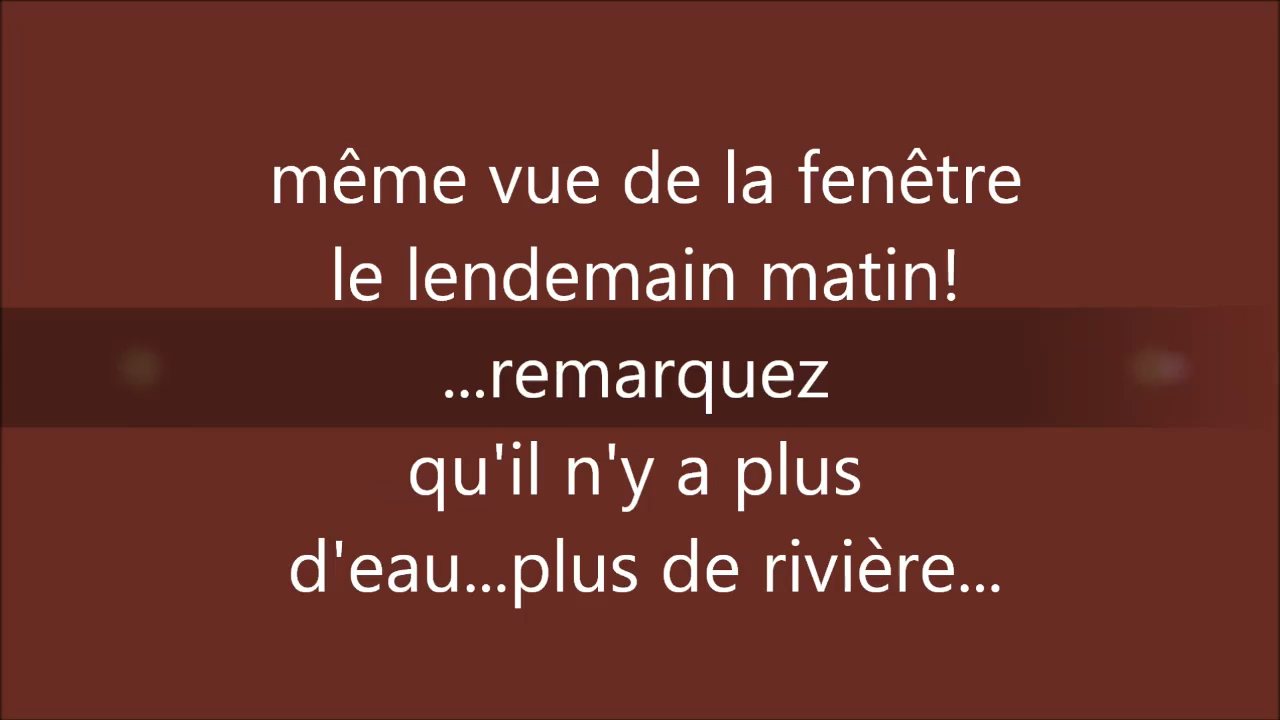 même vue de la fenêtre
le lendemain matin!
...remarquez
qu'il n'y a plus
d'eau...plus de rivière...